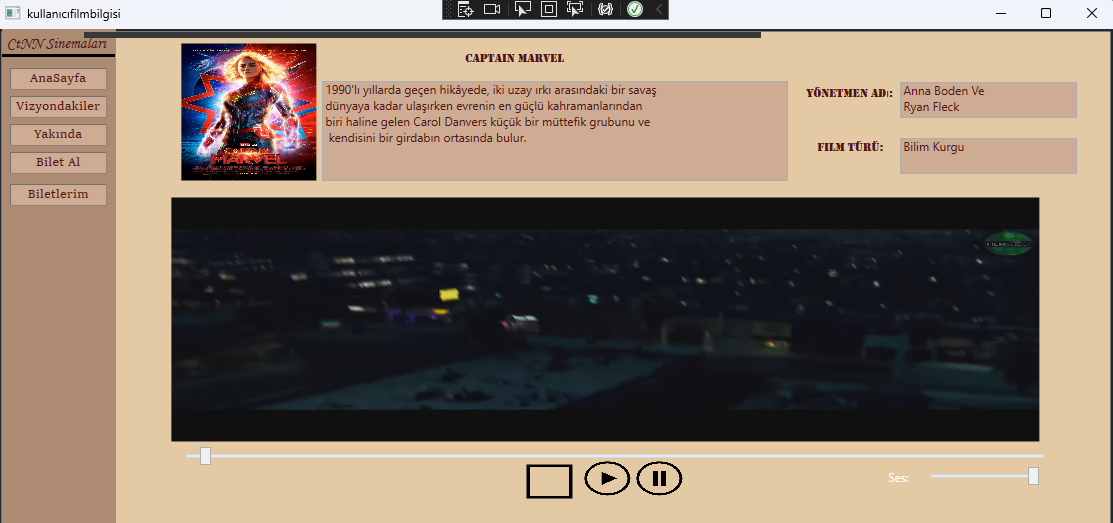 kullanıcıfilmbilgisi
CtNN Sinemaları
AnaSayfa
Vizyondakiler
Yakında
Bilet Al
Biletlerim
CAPTAIN MARVEL
1990'lı yıllarda geçen hikâyede, iki uzay ırkı arasındaki bir savaş
dünyaya kadar ulaşırken evrenin en güçlü kahramanlarından
biri haline gelen Carol Danvers küçük bir müttefik grubunu ve
kendisini bir girdabın ortasında bulur.
YÖNETMEN ADı:
Anna Boden Ve
Ryan Fleck
FILM TÜRÜ:
Bilim Kurgu
MARVEL
Ses: